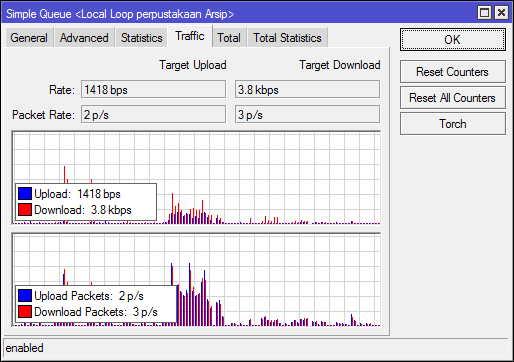 Simple Queue <Local Loop perpustakaan Arsip>
General Advanced Statistics Traffic Total Total Statistics
Target Upload Target Download
Rate: 1418 bps 3.8 kbps
Packet Rate: 2 p/s 3 p/s
Upload: 1418 bps
Download: 3.8 kbps
Upload Packets: 2 p/s
Download Packets: 3 p/s
OK
Reset Counters
Reset All Counters
Torch
enabled